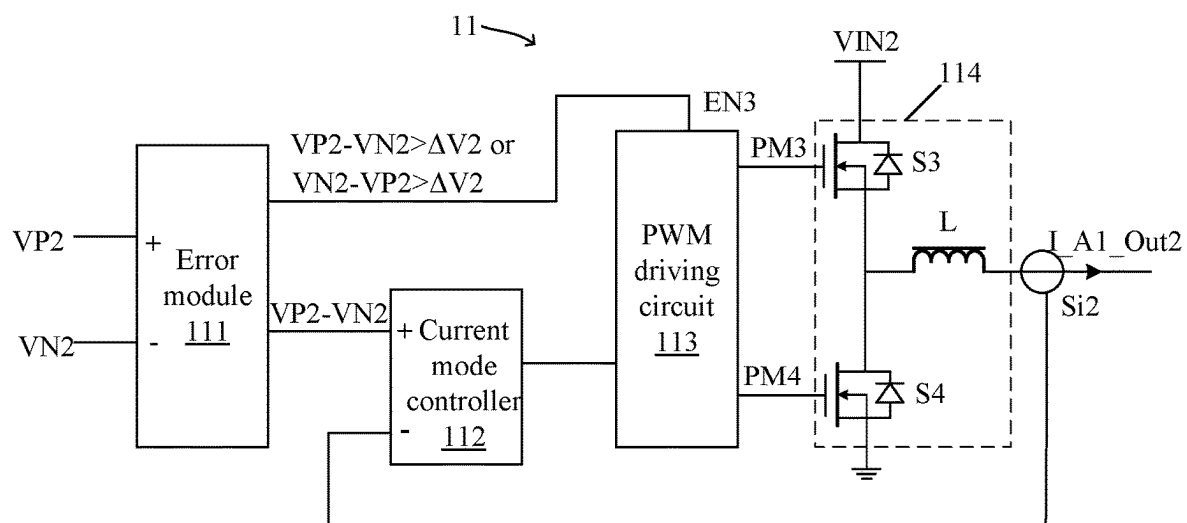 11
VIN2
114
EN3
VP2-VN2>ΔV2 or
VN2-VP2>ΔV2
PM3
S3
VP2
+
Error
module
111
VN2
-
VP2-VN2
+
Current
mode
controller
112
-
PWM
driving
circuit
113
L
I_A1_Out2
Si2
PM4
S4